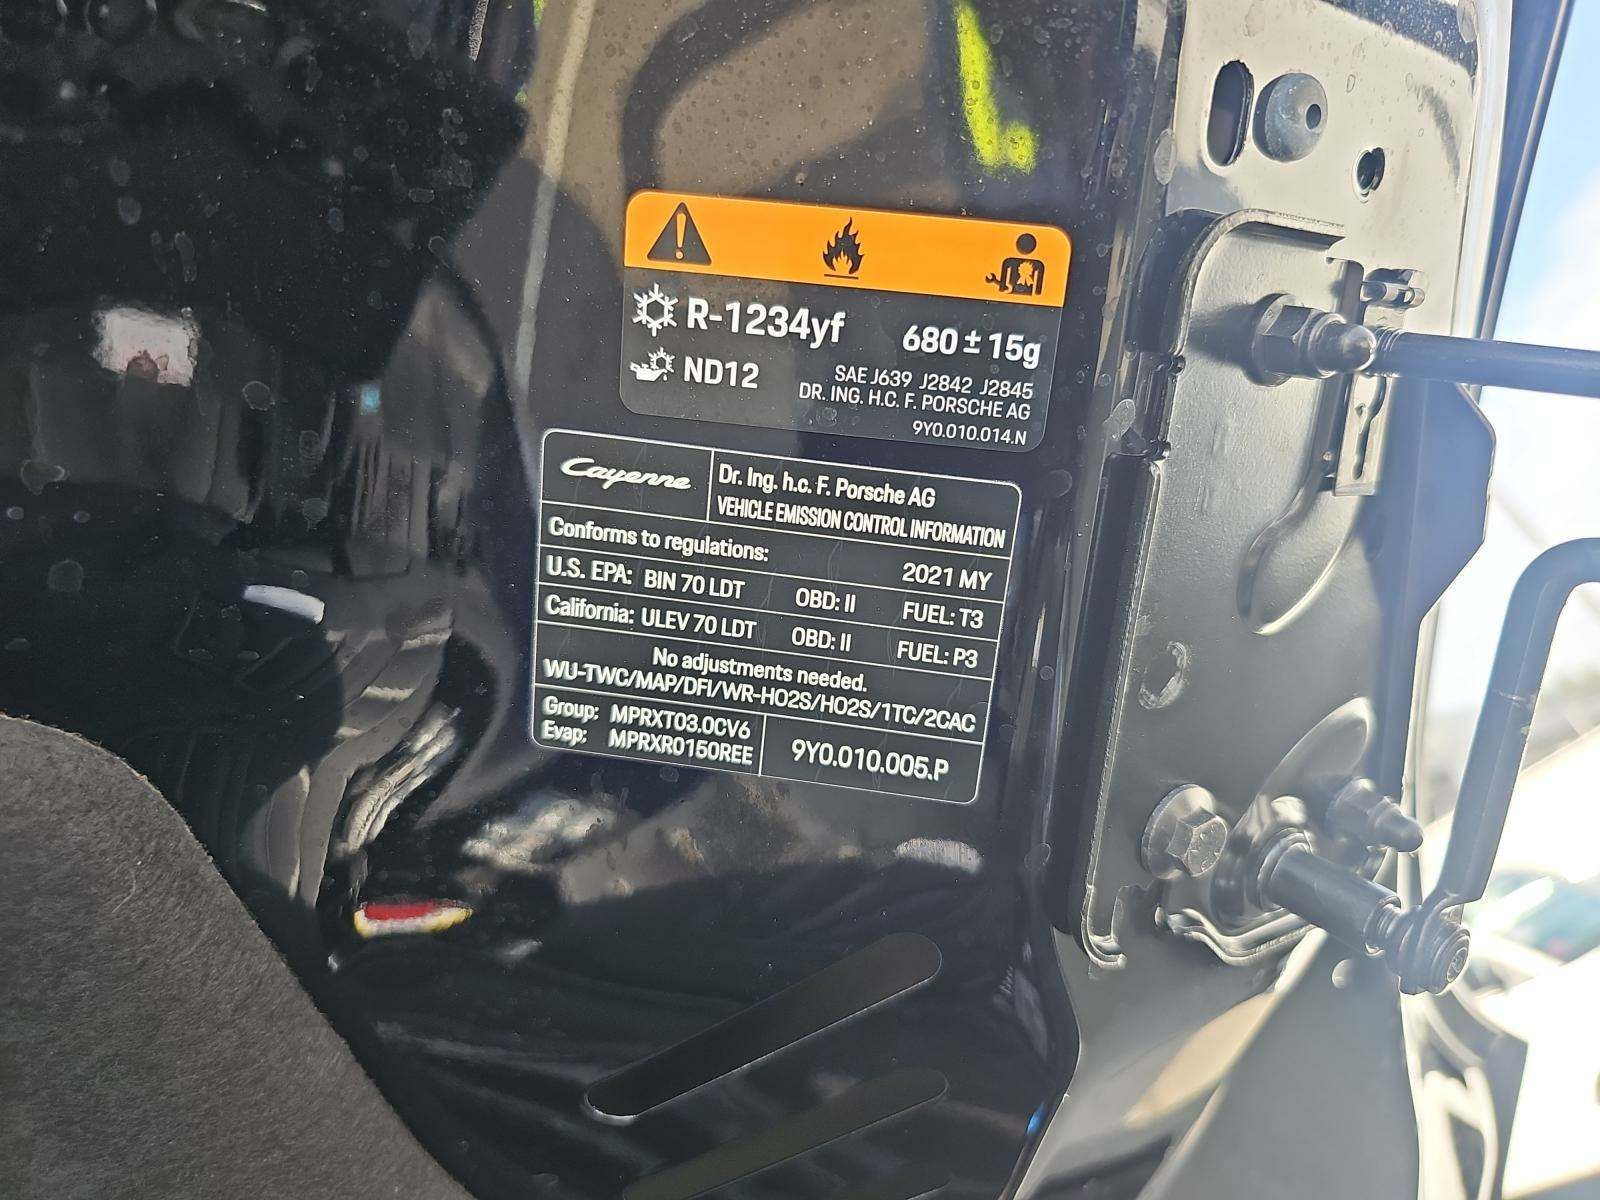 R-1234yf 680 ± 15g
ND12
SAE J639 J2842 J2845
DR. ING. H.C. F. PORSCHE AG
9Y0.010.014.N
Cayenne
Dr. Ing. h.c. F. Porsche AG
VEHICLE EMISSION CONTROL INFORMATION
Conforms to regulations: 2021 MY
U.S. EPA: BIN 70 LDT OBD: II FUEL: T3
California: ULEV 70 LDT OBD: II FUEL: P3
No adjustments needed.
WU-TWC/MAP/DFI/WR-HO2S/HO2S/1TC/2CAC
Group: MPRXT03.0CV6
Evap: MPRXR0150REE
9Y0.010.005.P